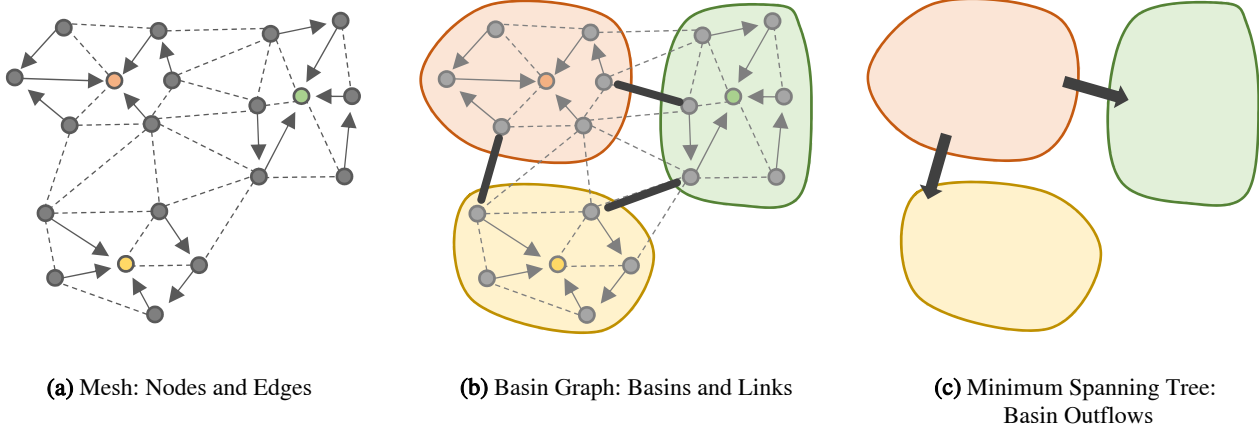 (a) Mesh: Nodes and Edges
(b) Basin Graph: Basins and Links
(c) Minimum Spanning Tree:
Basin Outflows